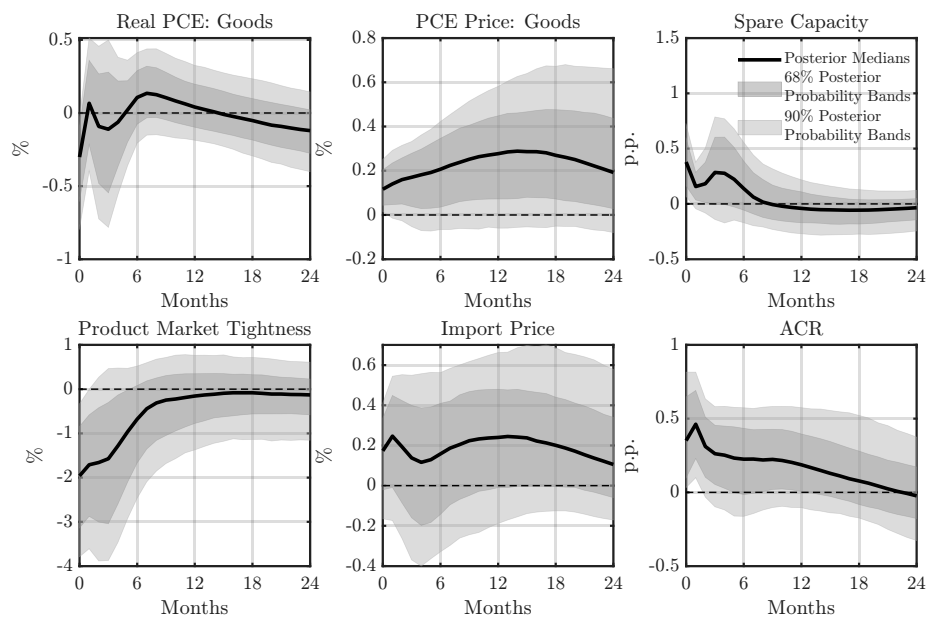 Real PCE: Goods
0.5
0
-0.5
-1
%
0 6 12 18 24
Months
PCE Price: Goods
0.8
0.6
0.4
0.2
0
-0.2
%
0 6 12 18 24
Months
Spare Capacity
1.5
1
0.5
0
-0.5
p.p.
Posterior Medians
68% Posterior
Probability Bands
90% Posterior
Probability Bands
0 6 12 18 24
Months
Product Market Tightness
1
0
-1
-2
-3
-4
%
0 6 12 18 24
Months
Import Price
0.6
0.4
0.2
0
-0.2
-0.4
%
0 6 12 18 24
Months
ACR
1
0.5
0
-0.5
p.p.
0 6 12 18 24
Months